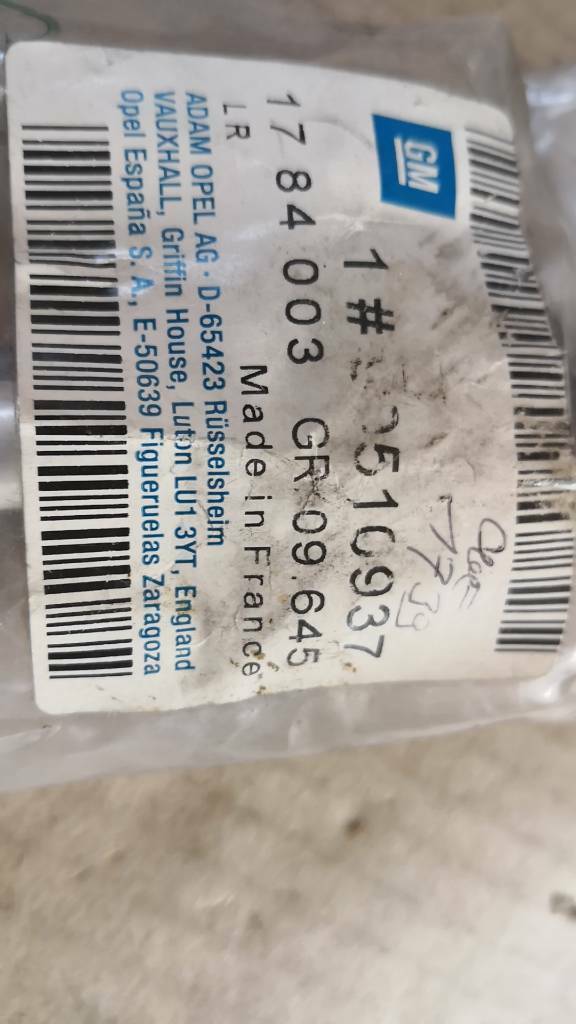 GM
1#
510937
17 84 003 GR 09.645
LR
Made in France
ADAM OPEL AG · D-65423 Rüsselsheim
VAUXHALL, Griffin House, Luton LU1 3YT, England
Opel España S. A., E-50639 Figueruelas Zaragoza